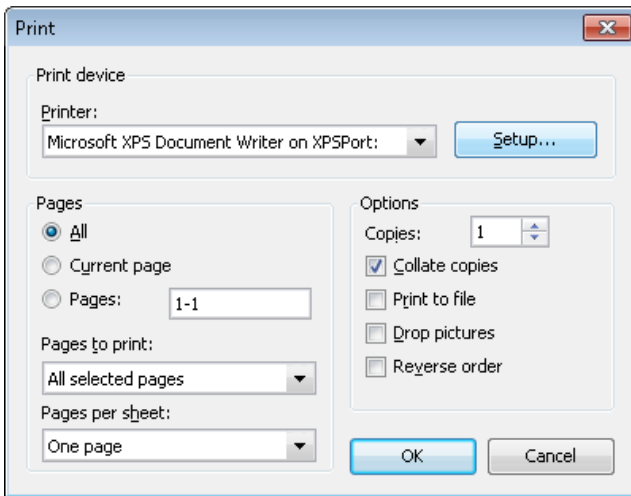 Print
Print device
Printer:
Microsoft XPS Document Writer on XPSPort:
Setup...
Pages
All
Current page
Pages:
1-1
Pages to print:
All selected pages
Pages per sheet:
One page
Options
Copies:
1
Collate copies
Print to file
Drop pictures
Reverse order
OK
Cancel